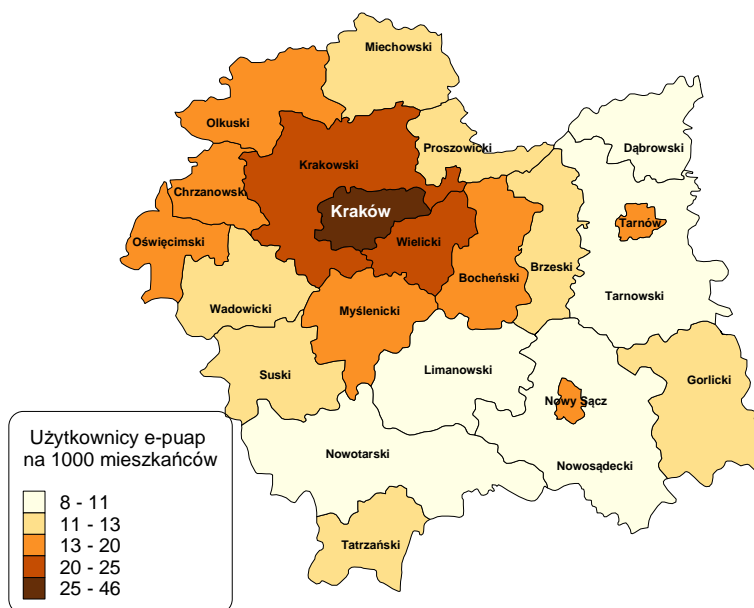 Miechowski
Olkuski
Proszowicki
Dąbrowski
Krakowski
Chrzanowski
Kraków
Tarnów
Oświęcimski
Wielicki
Bocheński
Brzeski
Tarnowski
Wadowicki
Myślenicki
Suski
Limanowski
Gorlicki
Nowy Sącz
Nowotarski
Nowosądecki
Tatrzański
Użytkownicy e-puap
na 1000 mieszkańców
8 - 11
11 - 13
13 - 20
20 - 25
25 - 46